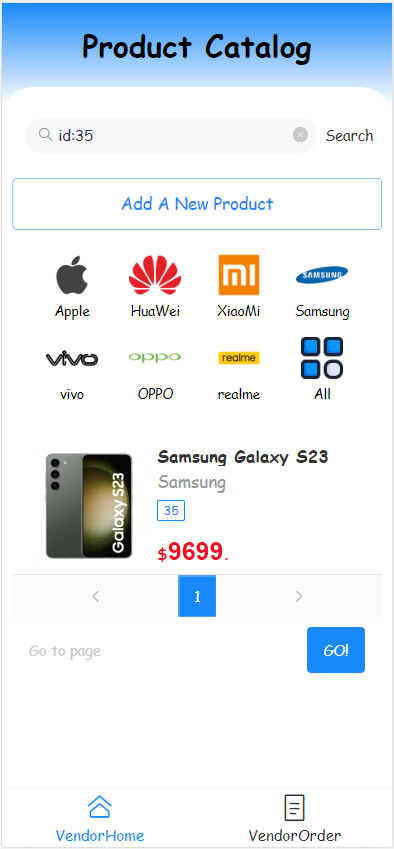 Product Catalog
id:35
Search
Add A New Product
Apple
HuaWei
XiaoMi
SAMSUNG
Samsung
vivo
oppo
realme
vivo
OPPO
realme
All
Galaxy S23
Samsung Galaxy S23
Samsung
35
$9699.
1
Go to page
GO!
VendorHome
VendorOrder